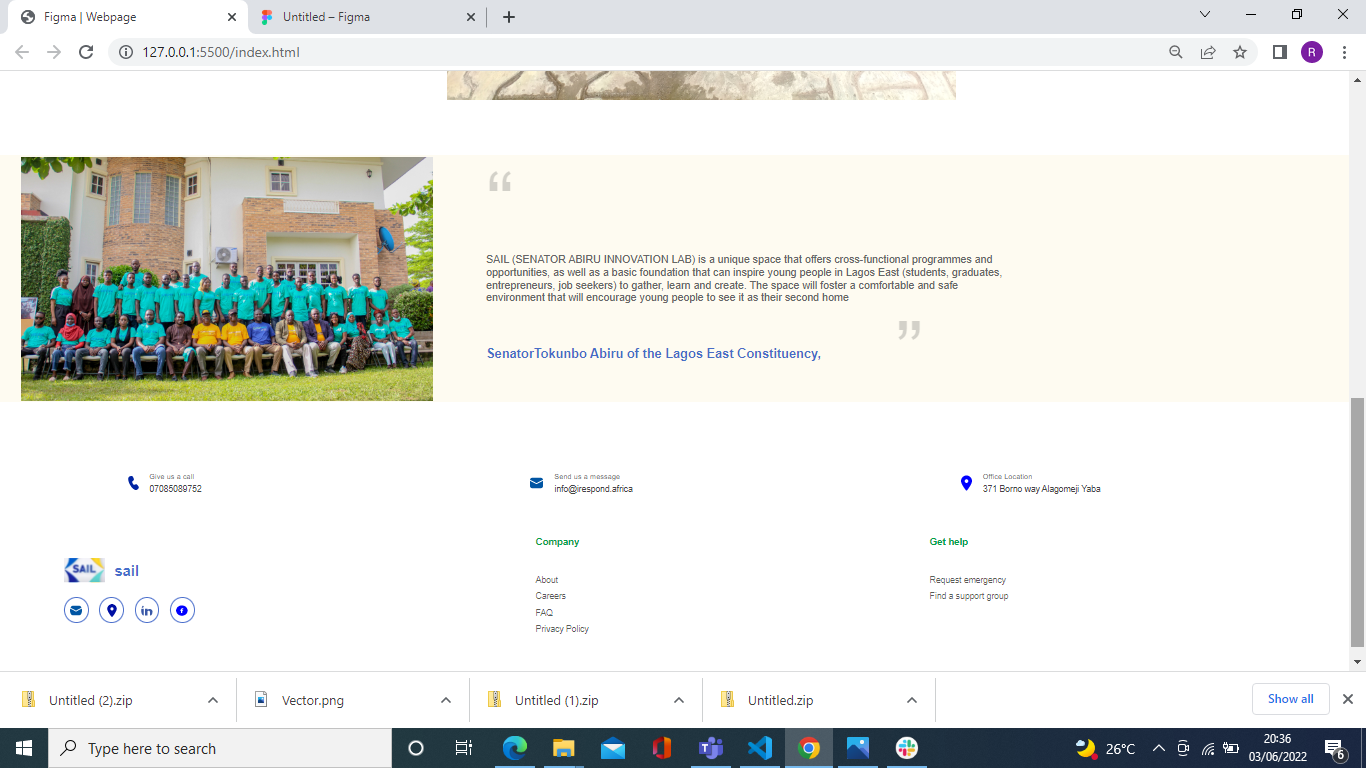 Figma | Webpage
Untitled – Figma
127.0.0.1:5500/index.html
R
“
SAIL (SENATOR ABIRU INNOVATION LAB) is a unique space that offers cross-functional programmes and
opportunities, as well as a basic foundation that can inspire young people in Lagos East (students, graduates,
entrepreneurs, job seekers) to gather, learn and create. The space will foster a comfortable and safe
environment that will encourage young people to see it as their second home
”
SenatorTokunbo Abiru of the Lagos East Constituency,
Give us a call
07085089752
Send us a message
info@irespond.africa
Office Location
371 Borno way Alagomeji Yaba
SAIL
sail
in
f
Company
About
Careers
FAQ
Privacy Policy
Get help
Request emergency
Find a support group
Untitled (2).zip
Vector.png
Untitled (1).zip
Untitled.zip
Show all
Type here to search
26°C
20:36
03/06/2022
6